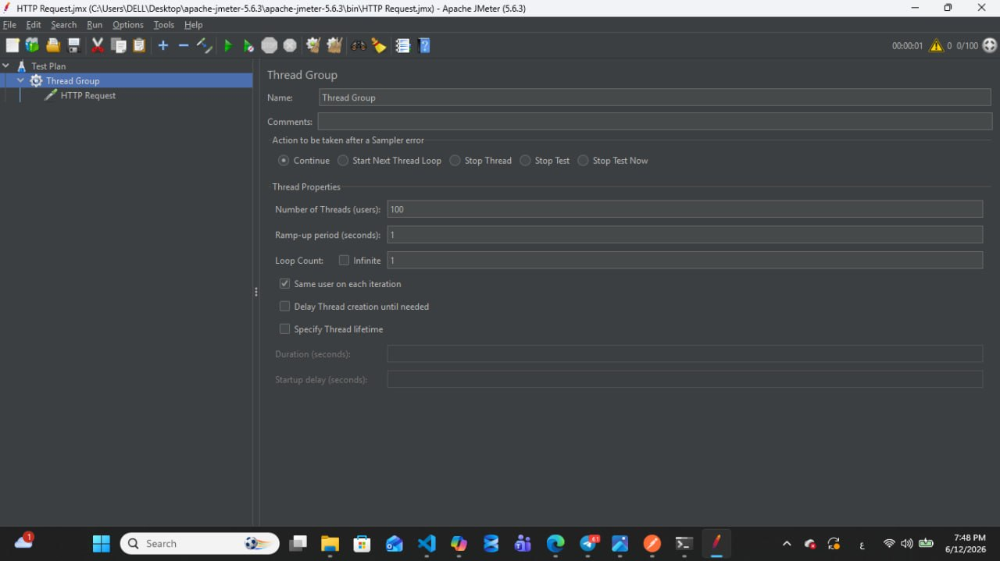 HTTP Request.jmx (C:\Users\DELL\Desktop\apache-jmeter-5.6.3\apache-jmeter-5.6.3\bin\HTTP Request.jmx) - Apache JMeter (5.6.3)
File Edit Search Run Options Tools Help
00:00:01 0 0/100
Test Plan
Thread Group
HTTP Request
Thread Group
Name: Thread Group
Comments:
Action to be taken after a Sampler error
Continue Start Next Thread Loop Stop Thread Stop Test Stop Test Now
Thread Properties
Number of Threads (users): 100
Ramp-up period (seconds): 1
Loop Count: Infinite 1
Same user on each iteration
Delay Thread creation until needed
Specify Thread lifetime
Duration (seconds):
Startup delay (seconds):
1 Search 61 ع 7:48 PM
6/12/2026